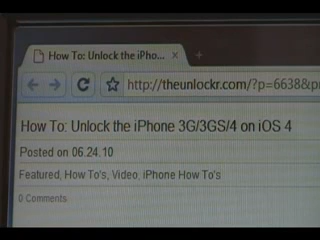 How To: Unlock the iPho...
http://theunlockr.com/?p=6638&pr
How To: Unlock the iPhone 3G/3GS/4 on iOS 4
Posted on 06.24.10
Featured, How To's, Video, iPhone How To's
0 Comments